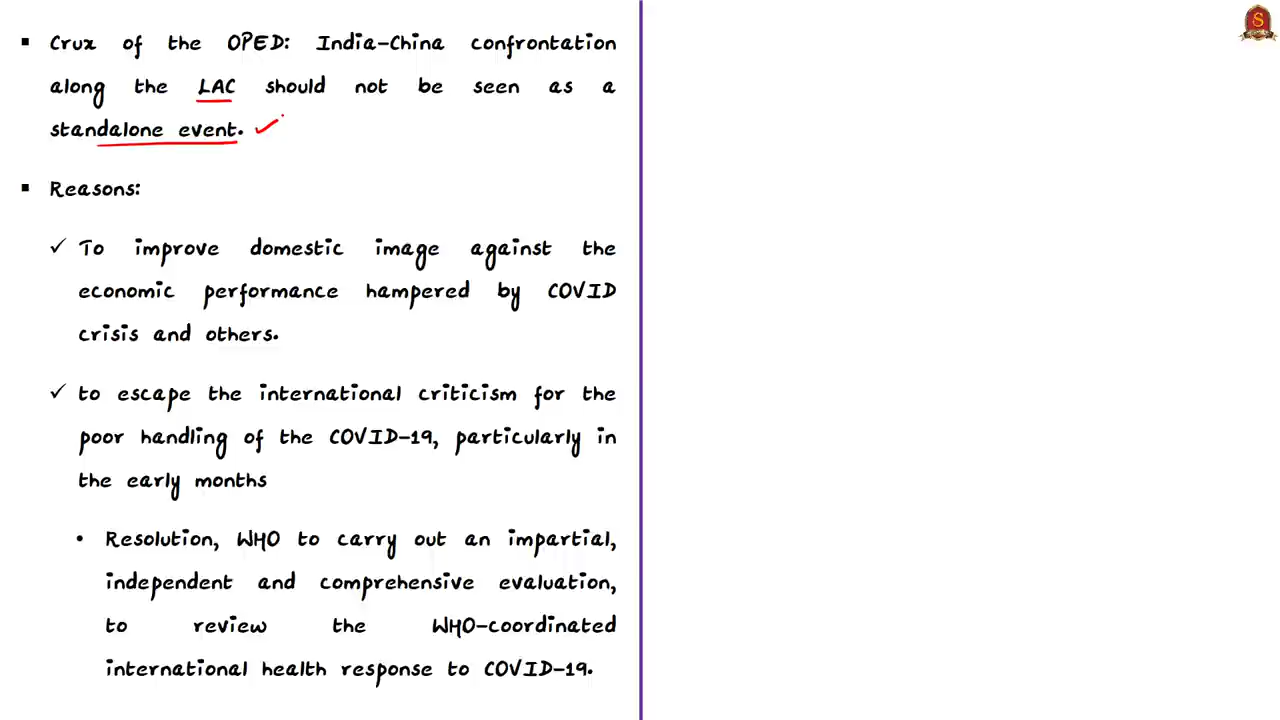 ▪ Crux of the OPED: India-China confrontation
along the LAC should not be seen as a
standalone event.
▪ Reasons:
✓ To improve domestic image against the
economic performance hampered by COVID
crisis and others.
✓ to escape the international criticism for the
poor handling of the COVID-19, particularly in
the early months
• Resolution, WHO to carry out an impartial,
independent and comprehensive evaluation,
to review the WHO-coordinated
international health response to COVID-19.
S